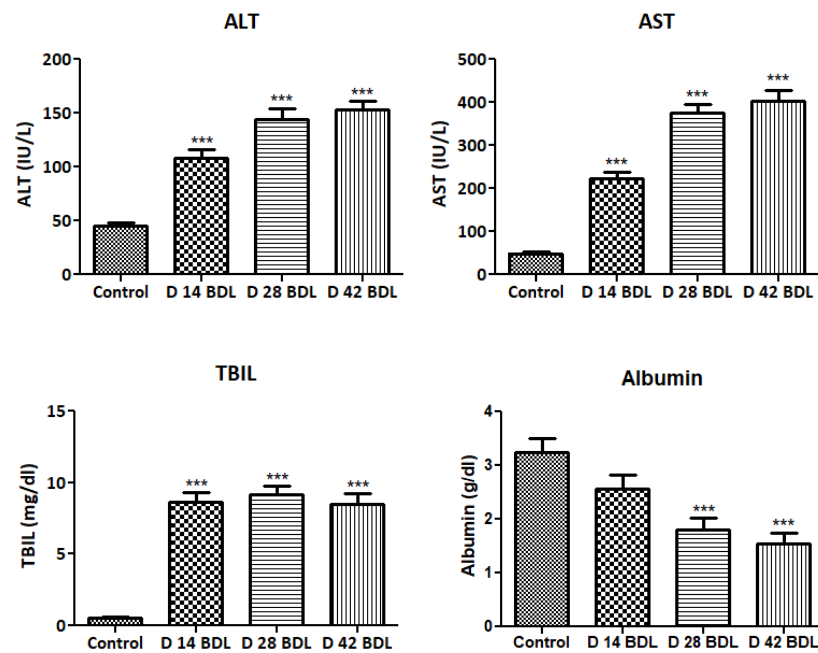 ALT
200
150
100
50
0
ALT (IU/L)
***
***
***
Control D 14 BDL D 28 BDL D 42 BDL
AST
500
400
300
200
100
0
AST (IU/L)
***
***
***
Control D 14 BDL D 28 BDL D 42 BDL
TBIL
15
10
5
0
TBIL (mg/dl)
***
***
***
Control D 14 BDL D 28 BDL D 42 BDL
Albumin
4
3
2
1
0
Albumin (g/dl)
***
***
Control D 14 BDL D 28 BDL D 42 BDL